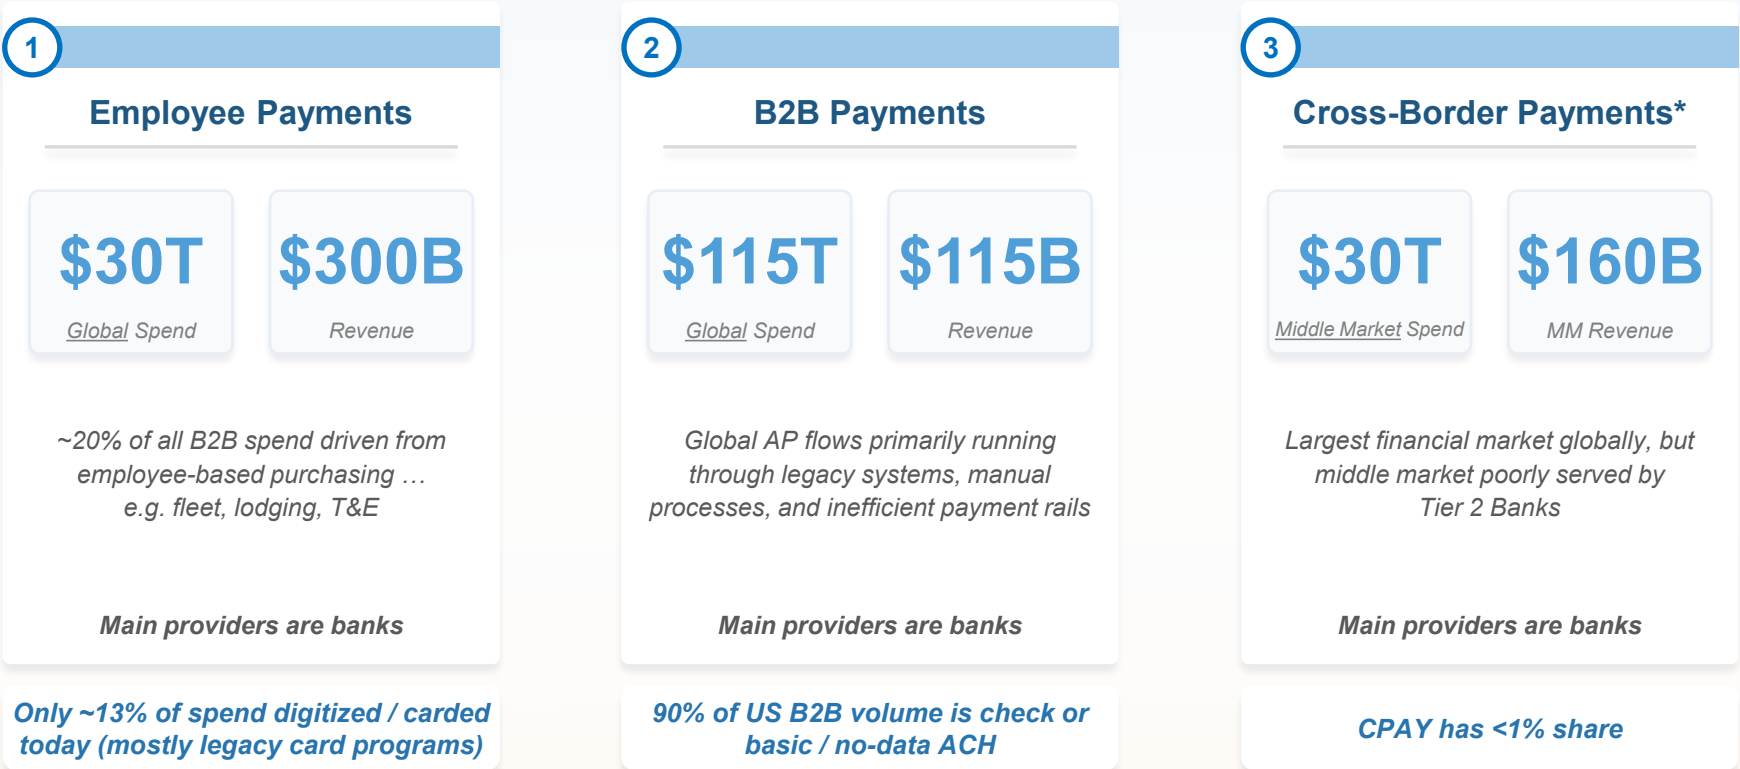 1
Employee Payments
$30T
Global Spend
$300B
Revenue
~20% of all B2B spend driven from
employee-based purchasing …
e.g. fleet, lodging, T&E
Main providers are banks
Only ~13% of spend digitized / carded
today (mostly legacy card programs)
2
B2B Payments
$115T
Global Spend
$115B
Revenue
Global AP flows primarily running
through legacy systems, manual
processes, and inefficient payment rails
Main providers are banks
90% of US B2B volume is check or
basic / no-data ACH
3
Cross-Border Payments*
$30T
Middle Market Spend
$160B
MM Revenue
Largest financial market globally, but
middle market poorly served by
Tier 2 Banks
Main providers are banks
CPAY has <1% share